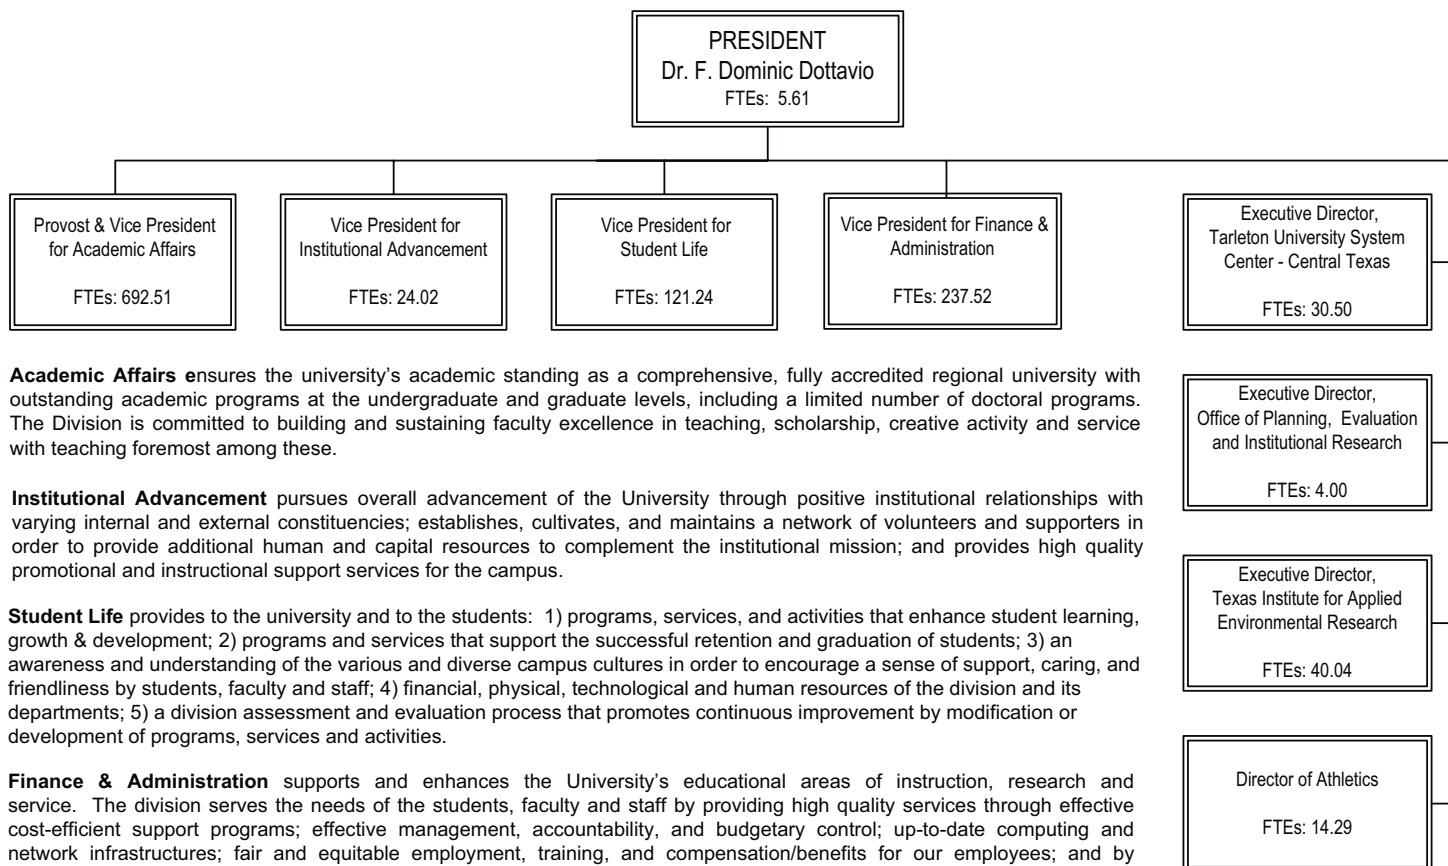 PRESIDENT
Dr. F. Dominic Dottavio
FTEs: 5.61
Provost & Vice President
for Academic Affairs
FTEs: 692.51
Vice President for
Institutional Advancement
FTEs: 24.02
Vice President for
Student Life
FTEs: 121.24
Vice President for Finance &
Administration
FTEs: 237.52
Executive Director,
Tarleton University System
Center - Central Texas
FTEs: 30.50
Academic Affairs ensures the university's academic standing as a comprehensive, fully accredited regional university with
outstanding academic programs at the undergraduate and graduate levels, including a limited number of doctoral programs.
The Division is committed to building and sustaining faculty excellence in teaching, scholarship, creative activity and service
with teaching foremost among these.
Institutional Advancement pursues overall advancement of the University through positive institutional relationships with
varying internal and external constituencies; establishes, cultivates, and maintains a network of volunteers and supporters in
order to provide additional human and capital resources to complement the institutional mission; and provides high quality
promotional and instructional support services for the campus.
Student Life provides to the university and to the students: 1) programs, services, and activities that enhance student learning,
growth & development; 2) programs and services that support the successful retention and graduation of students; 3) an
awareness and understanding of the various and diverse campus cultures in order to encourage a sense of support, caring, and
friendliness by students, faculty and staff; 4) financial, physical, technological and human resources of the division and its
departments; 5) a division assessment and evaluation process that promotes continuous improvement by modification or
development of programs, services and activities.
Finance & Administration supports and enhances the University's educational areas of instruction, research and
service. The division serves the needs of the students, faculty and staff by providing high quality services through effective
cost-efficient support programs; effective management, accountability, and budgetary control; up-to-date computing and
network infrastructures; fair and equitable employment, training, and compensation/benefits for our employees; and by
Executive Director,
Office of Planning, Evaluation
and Institutional Research
FTEs: 4.00
Executive Director,
Texas Institute for Applied
Environmental Research
FTEs: 40.04
Director of Athletics
FTEs: 14.29